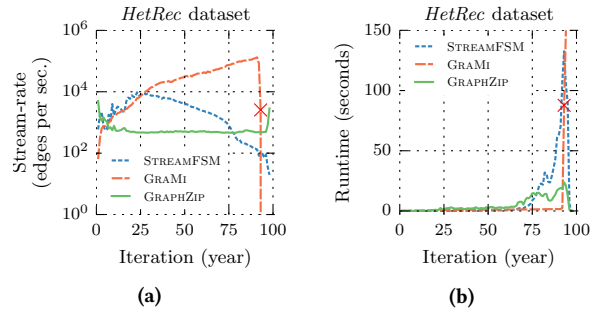 HetRec dataset
10^6
10^4
10^2
10^0
Stream-rate
(edges per sec.)
STREAMFSM
GRAMI
GRAPHZIP
0 25 50 75 100
Iteration (year)
(a)
HetRec dataset
150
100
50
0
Runtime (seconds)
STREAMFSM
GRAMI
GRAPHZIP
0 25 50 75 100
Iteration (year)
(b)